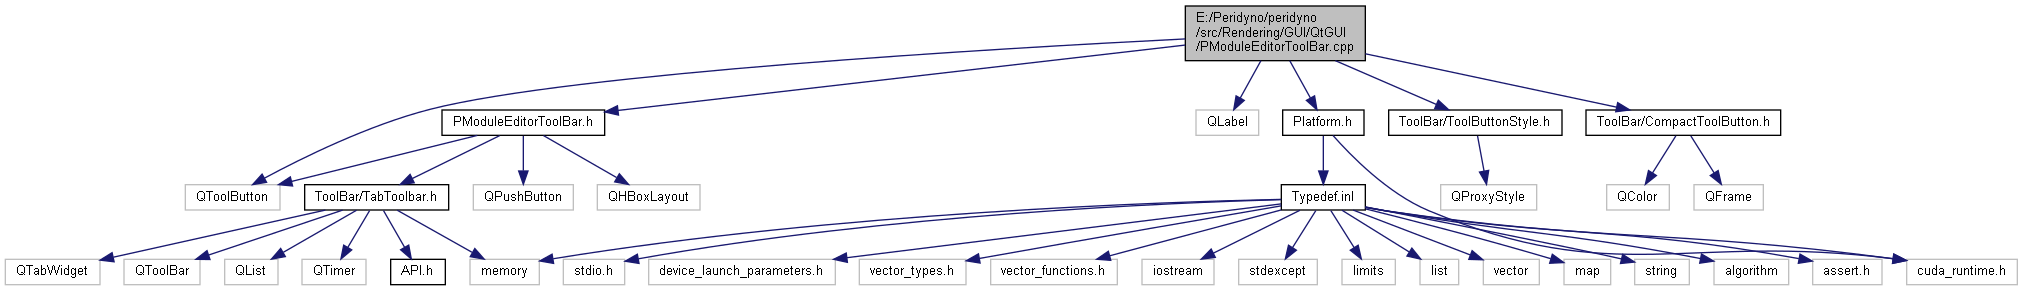 E:/Peridyno/peridyno
/src/Rendering/GUI/QtGUI
/PModuleEditorToolBar.cpp
PModuleEditorToolBar.h
QLabel
Platform.h
ToolBar/ToolButtonStyle.h
ToolBar/CompactToolButton.h
QToolButton
ToolBar/TabToolbar.h
QPushButton
QHBoxLayout
Typedef.inl
QProxyStyle
QColor
QFrame
QTabWidget
QToolBar
QList
QTimer
API.h
memory
stdio.h
device_launch_parameters.h
vector_types.h
vector_functions.h
iostream
stdexcept
limits
list
vector
map
string
algorithm
assert.h
cuda_runtime.h